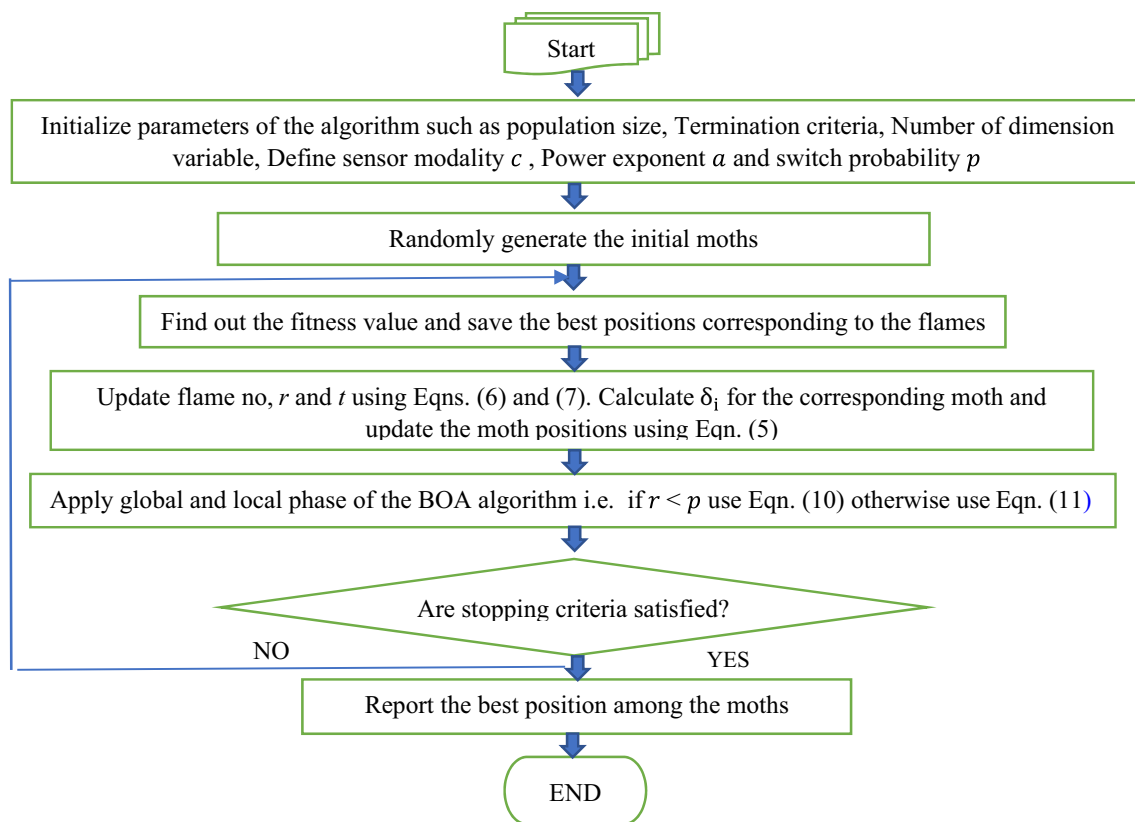 Start
Initialize parameters of the algorithm such as population size, Termination criteria, Number of dimension
variable, Define sensor modality c , Power exponent a and switch probability p
Randomly generate the initial moths
Find out the fitness value and save the best positions corresponding to the flames
Update flame no, r and t using Eqns. (6) and (7). Calculate δi for the corresponding moth and
update the moth positions using Eqn. (5)
Apply global and local phase of the BOA algorithm i.e. if r < p use Eqn. (10) otherwise use Eqn. (11)
Are stopping criteria satisfied?
NO
YES
Report the best position among the moths
END